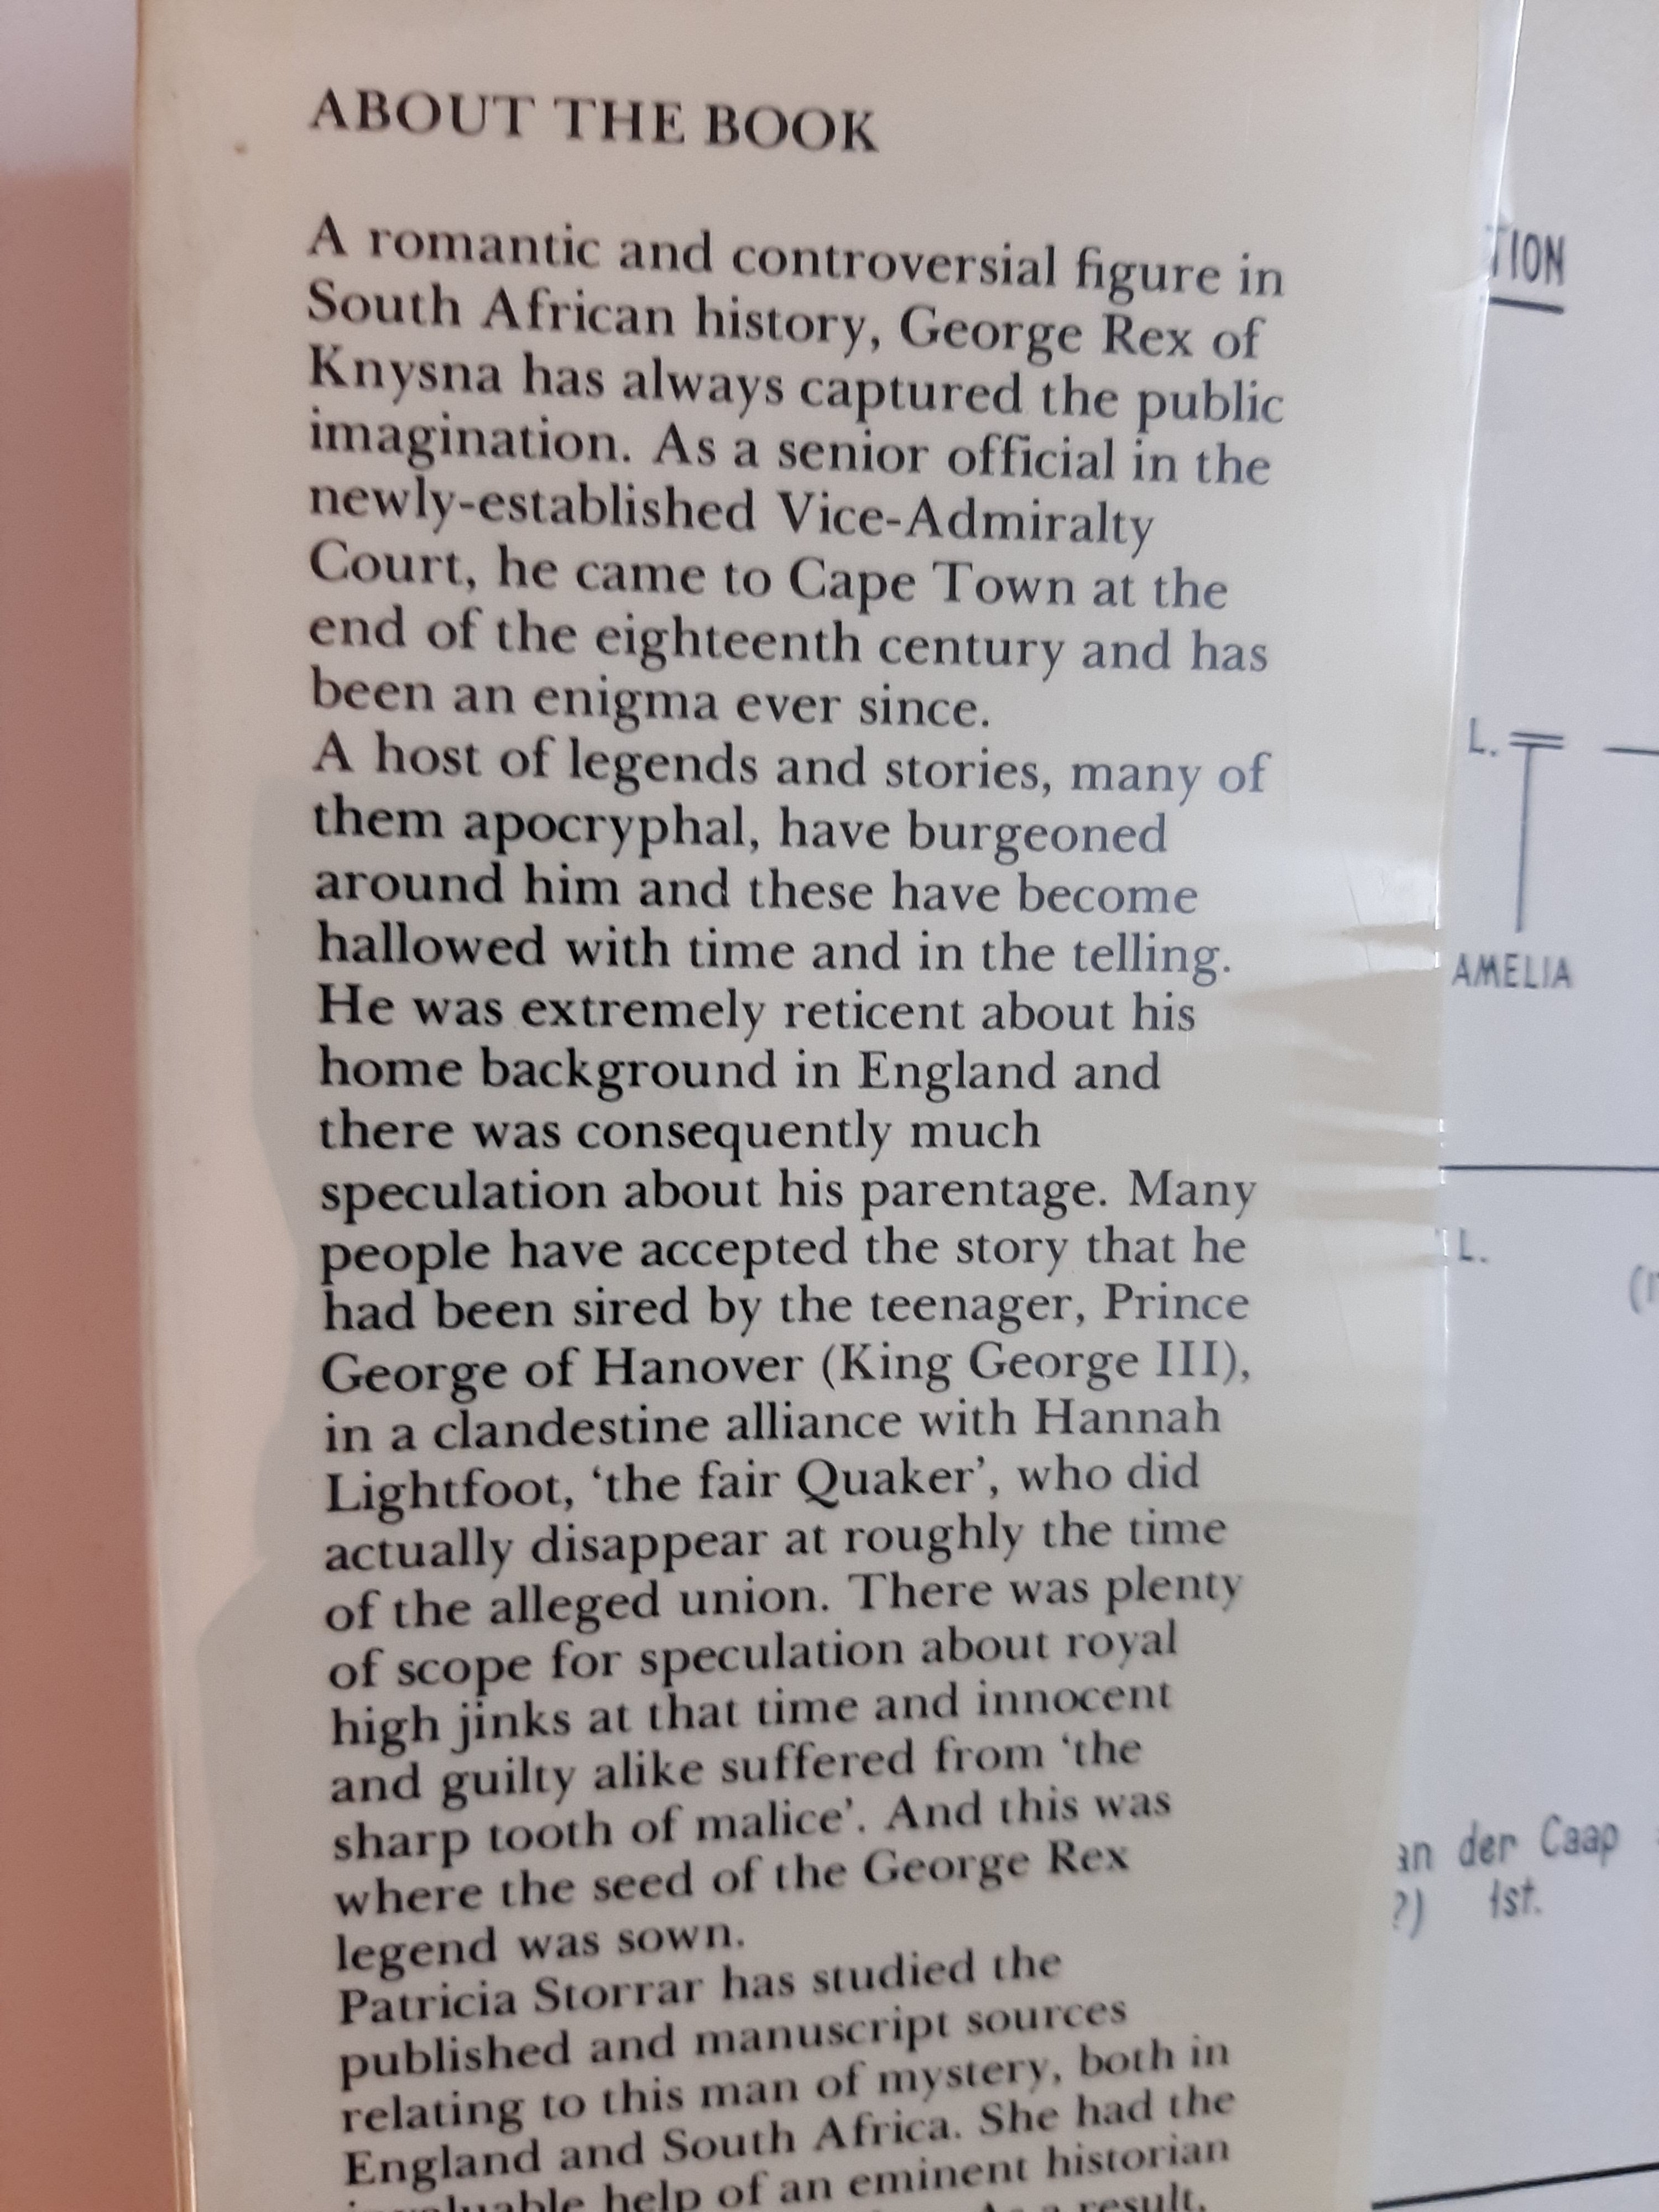 ABOUT THE BOOK
A romantic and controversial figure in
South African history, George Rex of
Knysna has always captured the public
imagination. As a senior official in the
newly-established Vice-Admiralty
Court, he came to Cape Town at the
end of the eighteenth century and has
been an enigma ever since.
A host of legends and stories, many of
them apocryphal, have burgeoned
around him and these have become
hallowed with time and in the telling.
He was extremely reticent about his
home background in England and
there was consequently much
speculation about his parentage. Many
people have accepted the story that he
had been sired by the teenager, Prince
George of Hanover (King George III),
in a clandestine alliance with Hannah
Lightfoot, ‘the fair Quaker’, who did
actually disappear at roughly the time
of the alleged union. There was plenty
of scope for speculation about royal
high jinks at that time and innocent
and guilty alike suffered from ‘the
sharp tooth of malice’. And this was
where the seed of the George Rex
legend was sown.
Patricia Storrar has studied the
published and manuscript sources
relating to this man of mystery, both in
England and South Africa. She had the
help of an eminent historian
As a result,
TION
L.
AMELIA
L.
an der Caap
?) 1st.